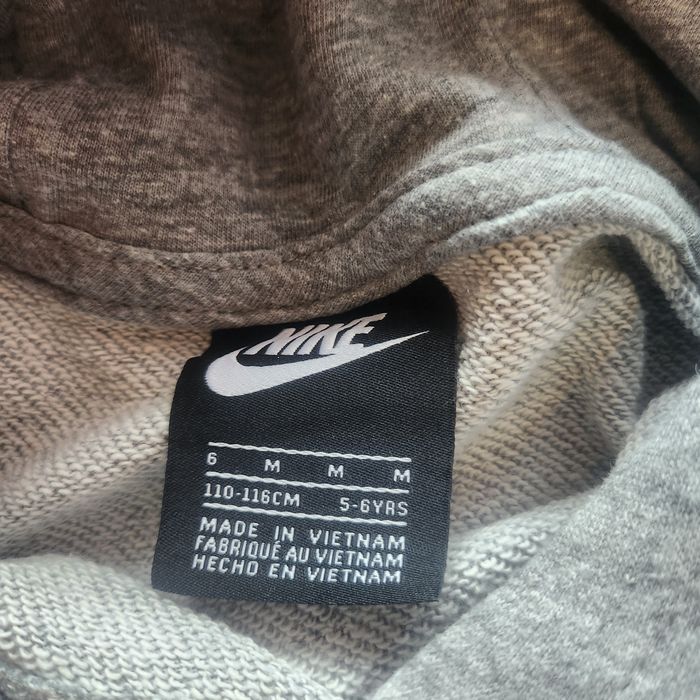 NIKE
6 M M M
110-116CM 5-6YRS
MADE IN VIETNAM
FABRIQUÉ AU VIETNAM
HECHO EN VIETNAM